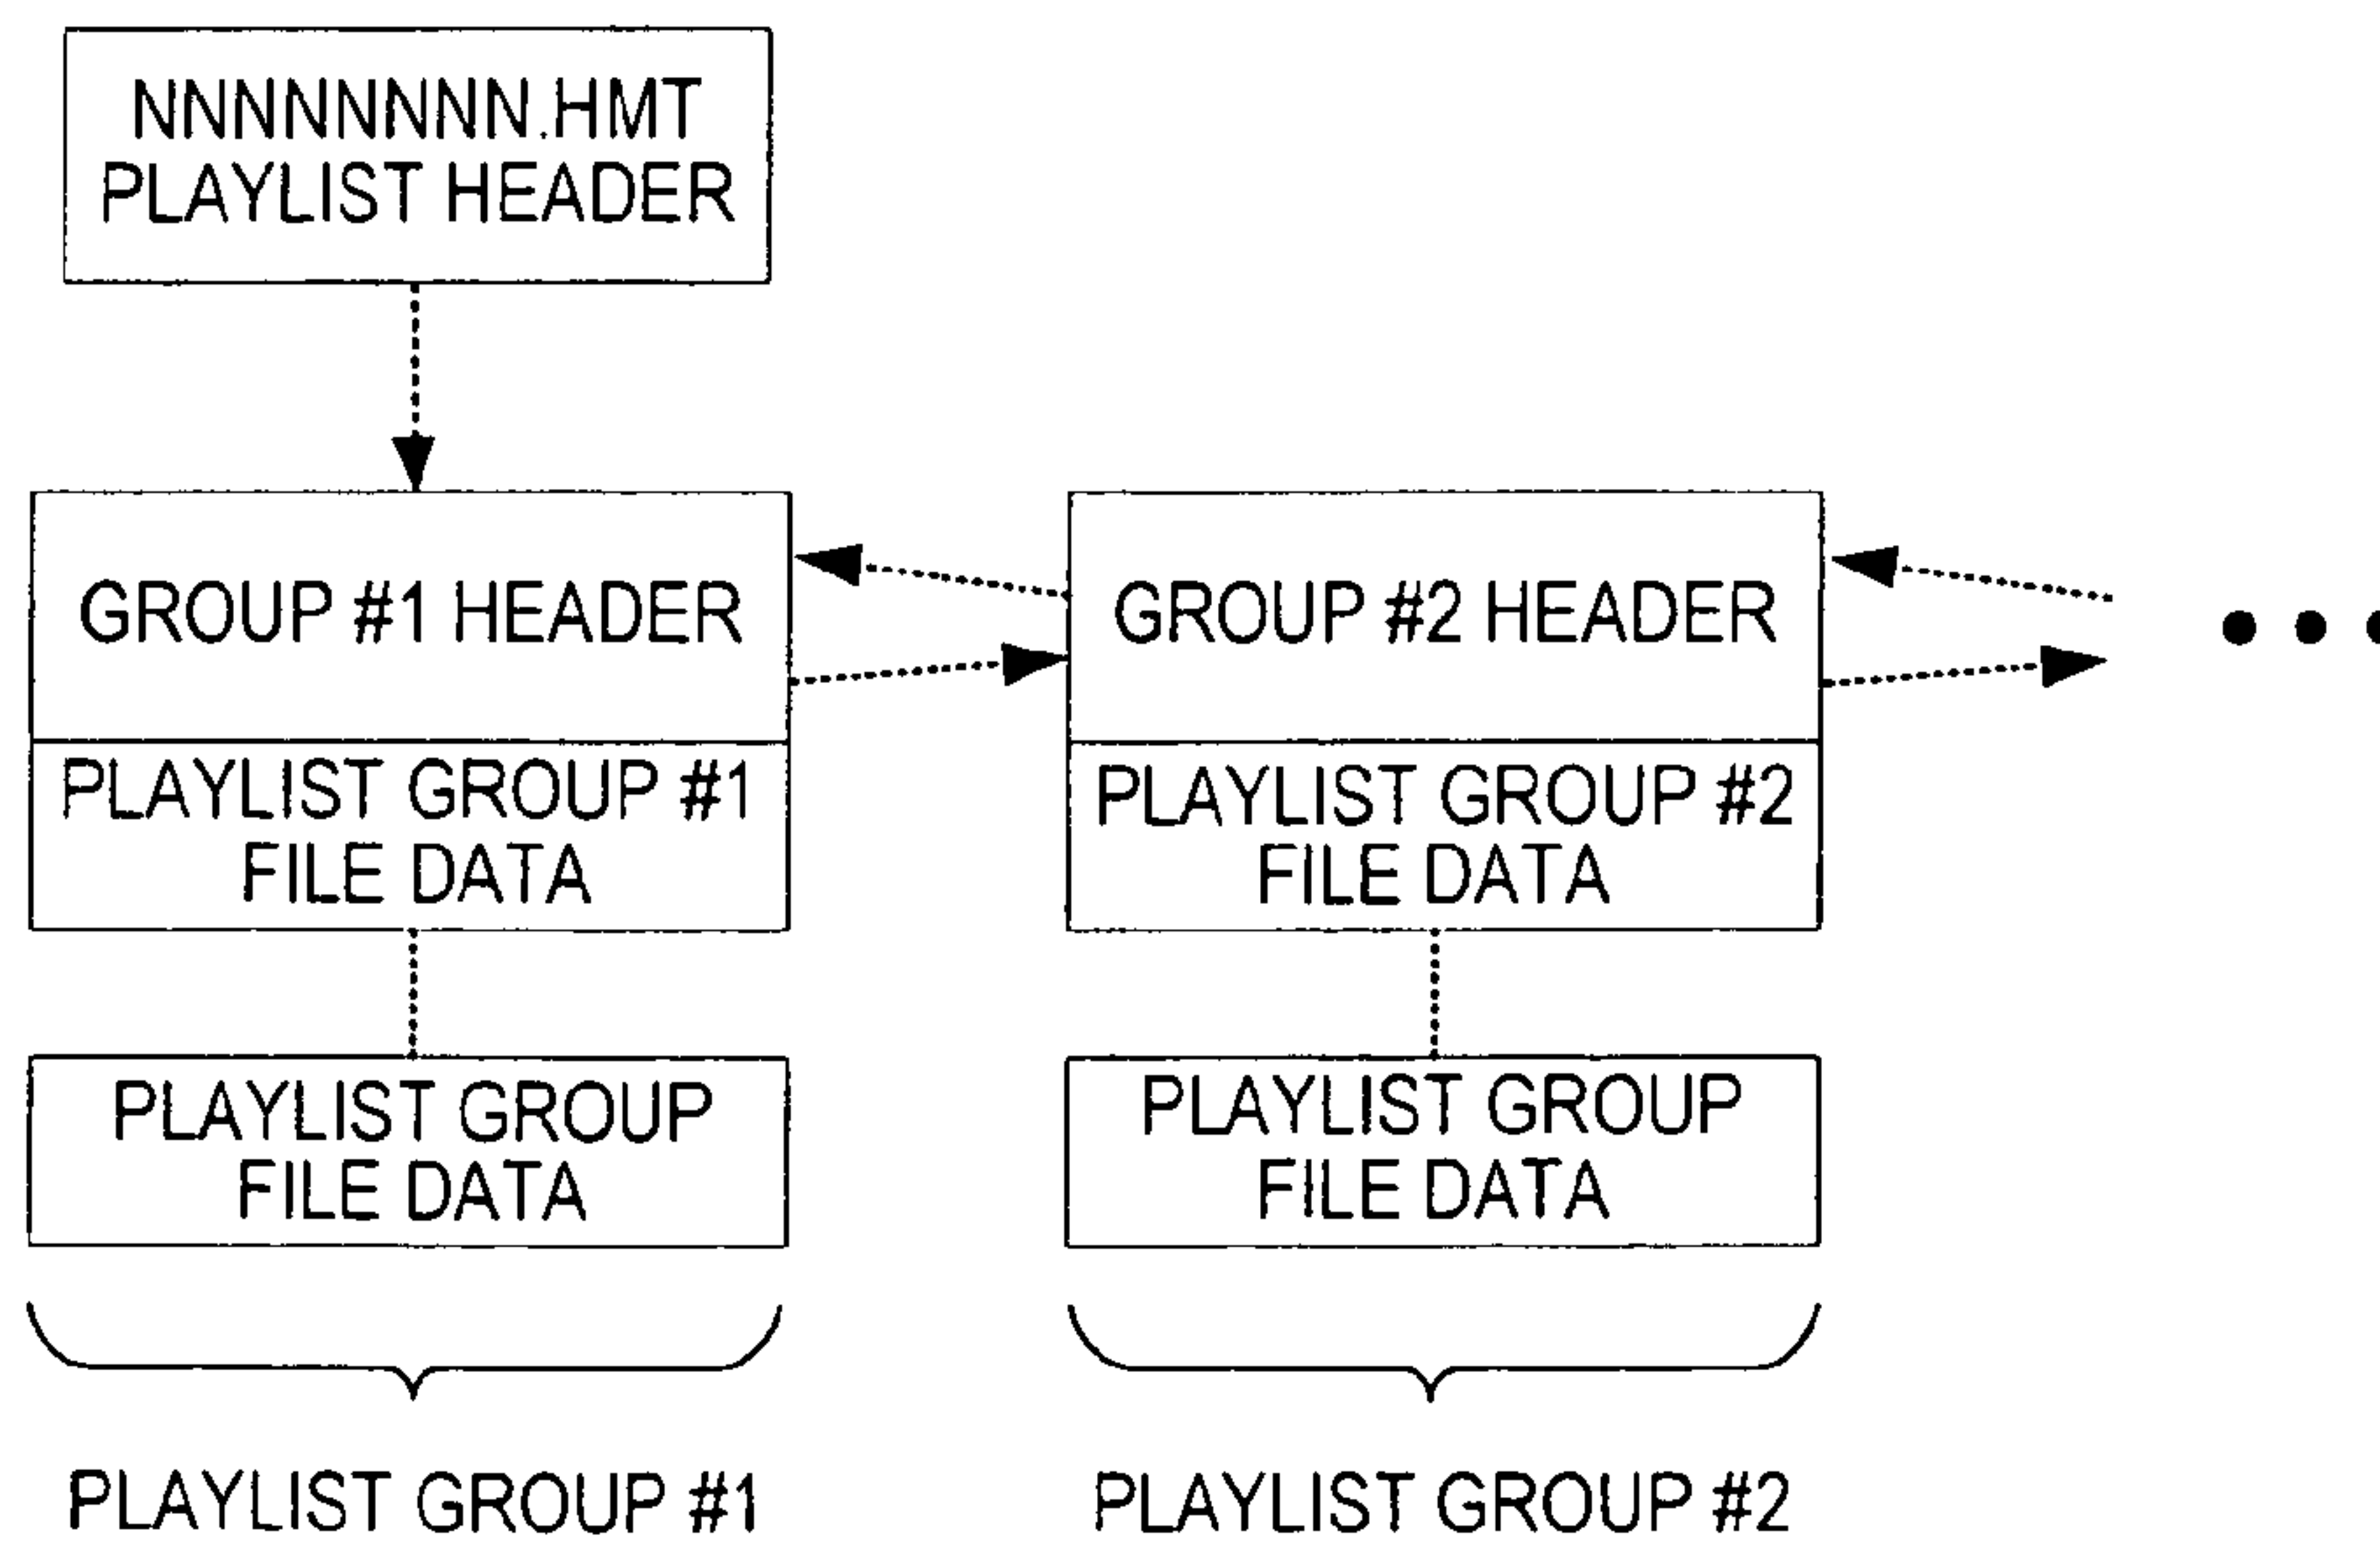 NNNNNNNN.HMT
PLAYLIST HEADER
GROUP #1 HEADER
GROUP #2 HEADER
PLAYLIST GROUP #1
FILE DATA
PLAYLIST GROUP #2
FILE DATA
PLAYLIST GROUP
FILE DATA
PLAYLIST GROUP
FILE DATA
PLAYLIST GROUP #1
PLAYLIST GROUP #2